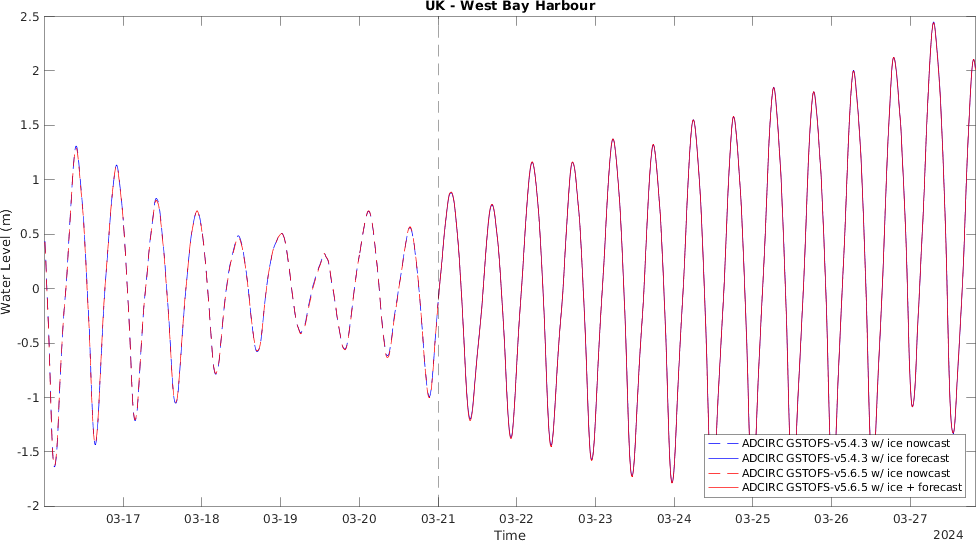 UK - West Bay Harbour
2.5
2
1.5
1
0.5
0
-0.5
-1
-1.5
-2
Water Level (m)
ADCIRC GSTOFS-v5.4.3 w/ ice nowcast
ADCIRC GSTOFS-v5.4.3 w/ ice forecast
ADCIRC GSTOFS-v5.6.5 w/ ice nowcast
ADCIRC GSTOFS-v5.6.5 w/ ice + forecast
03-17 03-18 03-19 03-20 03-21 03-22 03-23 03-24 03-25 03-26 03-27
Time
2024